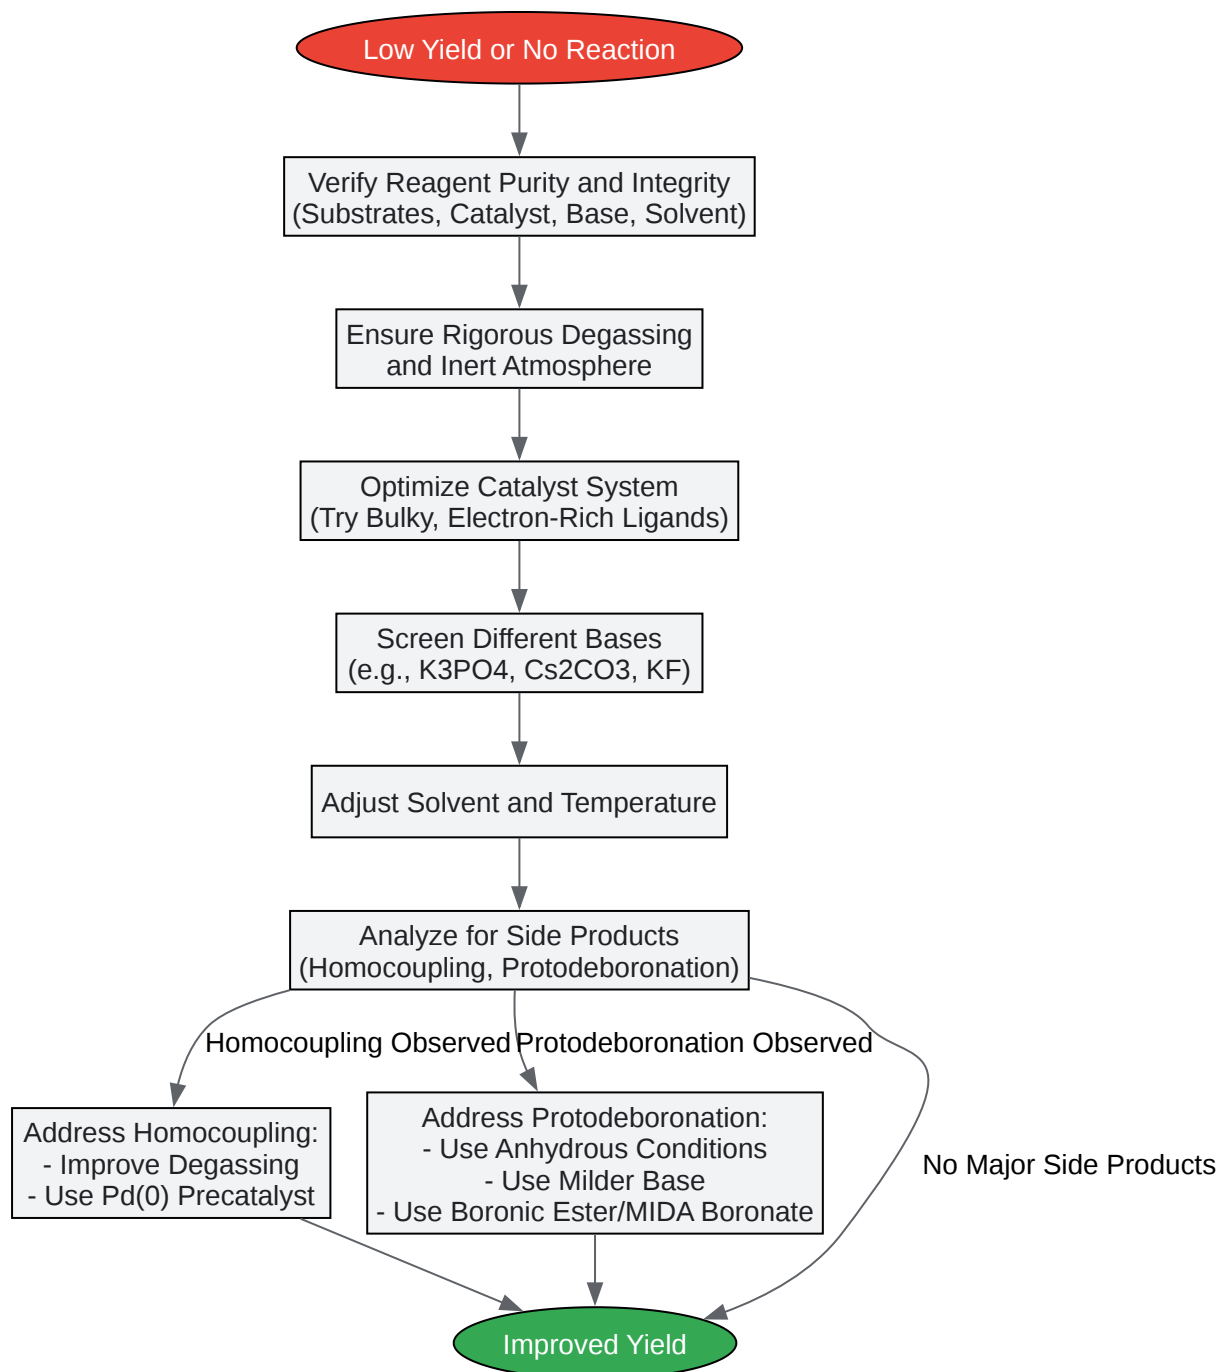 Low Yield or No Reaction
Verify Reagent Purity and Integrity
(Substrates, Catalyst, Base, Solvent)
Ensure Rigorous Degassing
and Inert Atmosphere
Optimize Catalyst System
(Try Bulky, Electron-Rich Ligands)
Screen Different Bases
(e.g., K3PO4, Cs2CO3, KF)
Adjust Solvent and Temperature
Analyze for Side Products
(Homocoupling, Protodeboronation)
Homocoupling Observed
Protodeboronation Observed
No Major Side Products
Address Homocoupling:
- Improve Degassing
- Use Pd(0) Precatalyst
Address Protodeboronation:
- Use Anhydrous Conditions
- Use Milder Base
- Use Boronic Ester/MIDA Boronate
Improved Yield